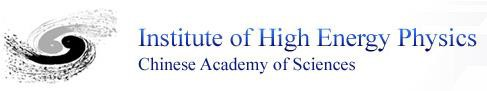 Institute of High Energy Physics
Chinese Academy of Sciences